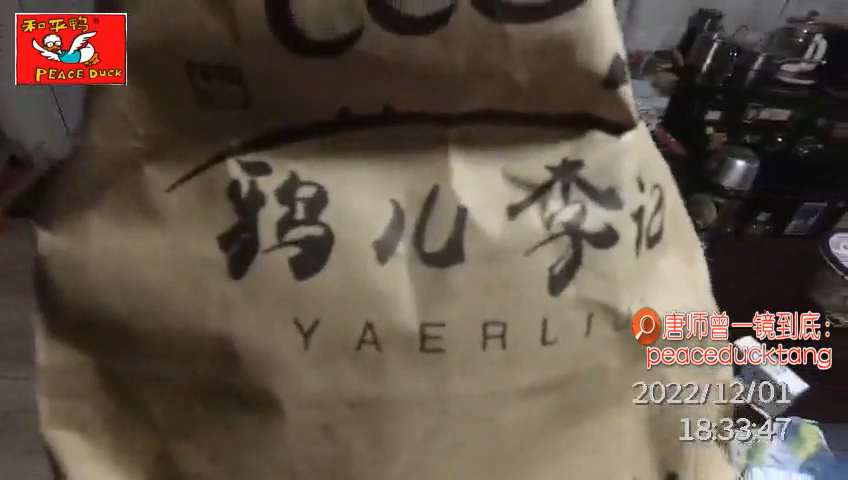 和平鸭
PEACE DUCK
鸦儿李记
YAERLI
唐师曾一镜到底：
peaceducktang
2022/12/01
18:33:47